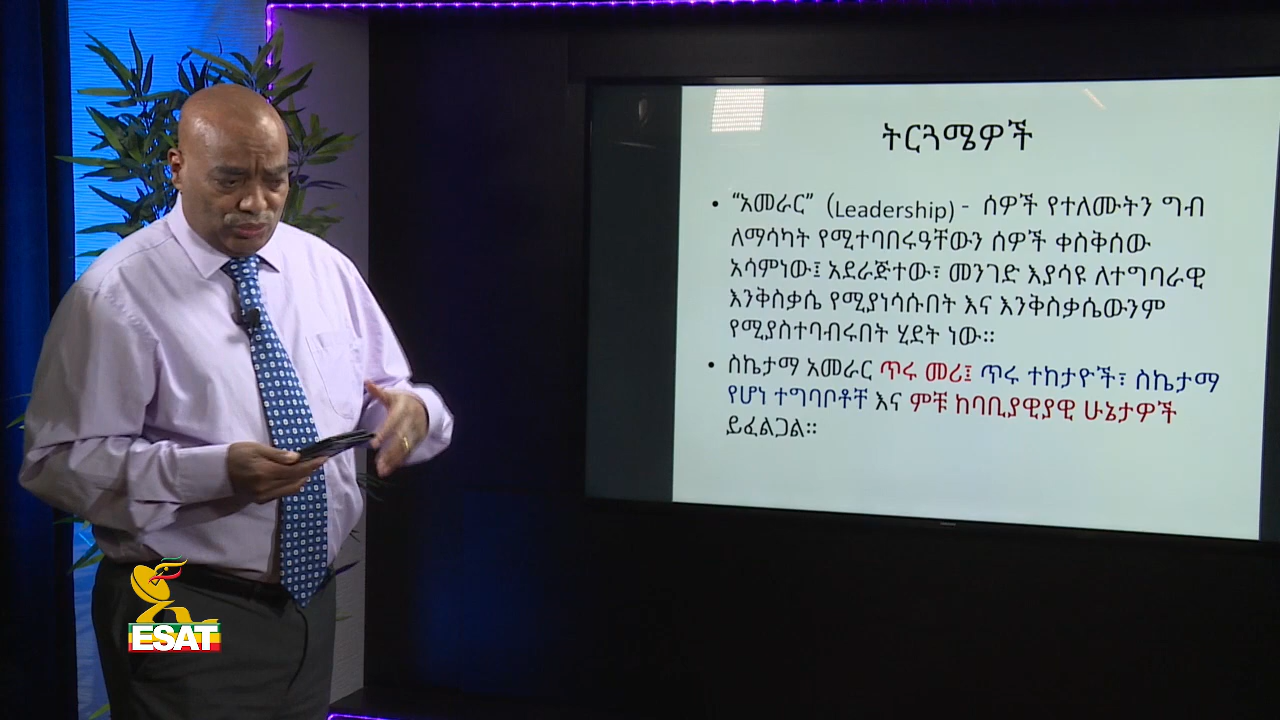 ትርጓሜዎች
• “አመራር” (Leadership) - ሰዎች የተለሙትን ግብ
ለማሳካት የሚተባበሩዓቸውን ሰዎች ቀስቅሰው
አሳምነው፤ አደራጅተው፣ መንገድ እያሳዩ ለተግባራዊ
እንቅስቃሴ የሚያነሳሱበት እና እንቅስቃሴውንም
የሚያስተባብሩበት ሂደት ነው።
• ስኬታማ አመራር ጥሩ መሪ፤ ጥሩ ተከታዮች፣ ስኬታማ
የሆነ ተግባቦቶቸ እና ምቹ ከባቢያዊያዊ ሁኔታዎች
ይፈልጋል።
ESAT